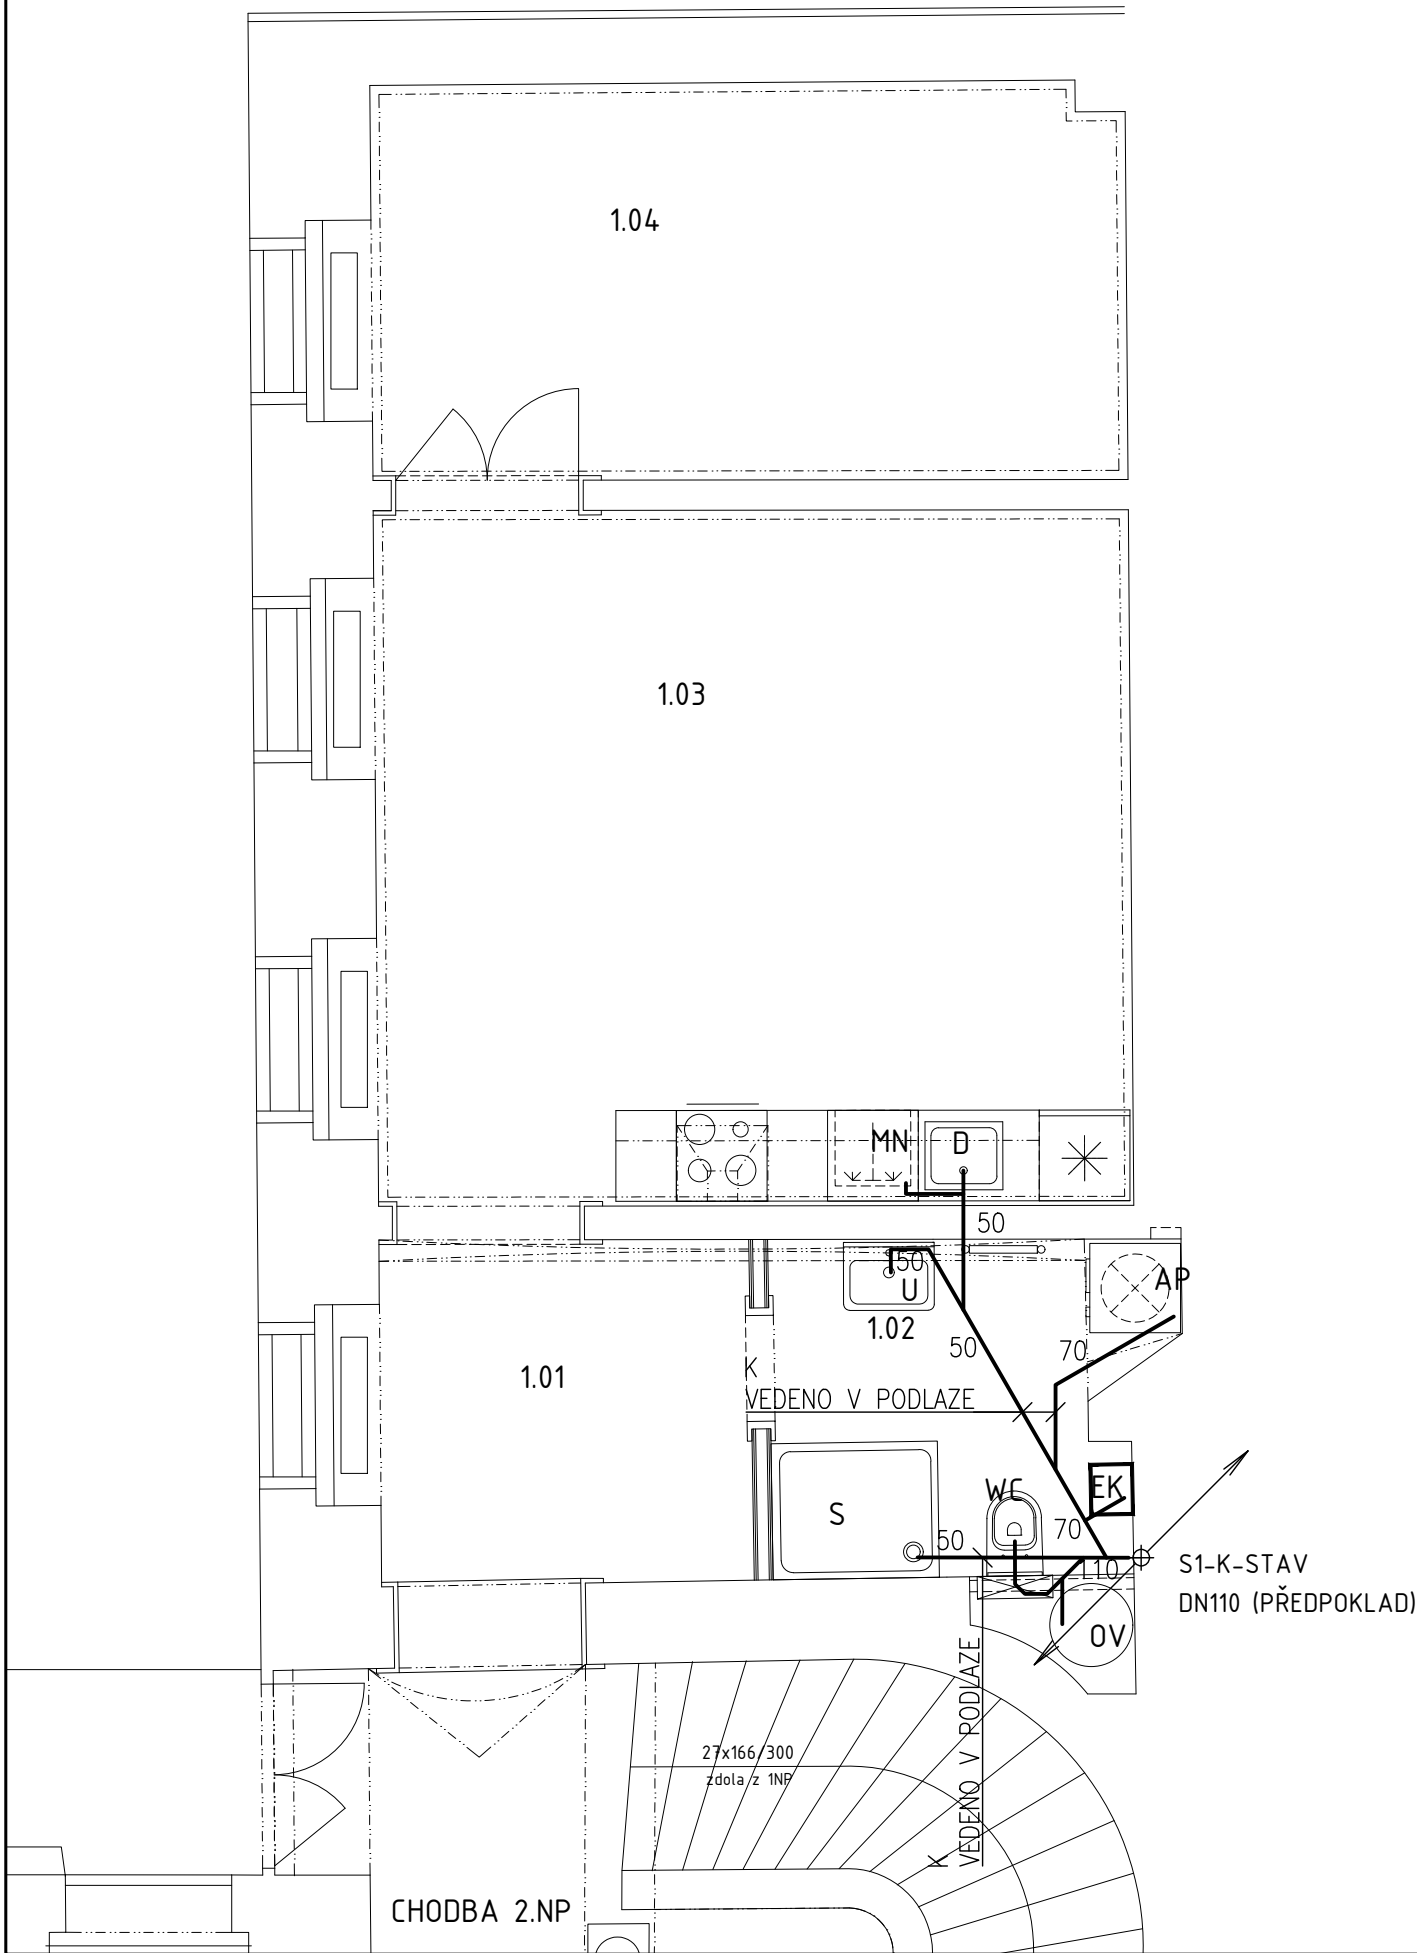 1.04
1.03
MN
D
50
50
U
AP
1.02
50
70
K
1.01
VEDENO V PODLAZE
WC
EK
S
70
50
110
S1-K-STAV
DN110 (PŘEDPOKLAD)
OV
K
VEDENO V PODLAZE
27x166/300
zdola z 1NP
CHODBA 2.NP